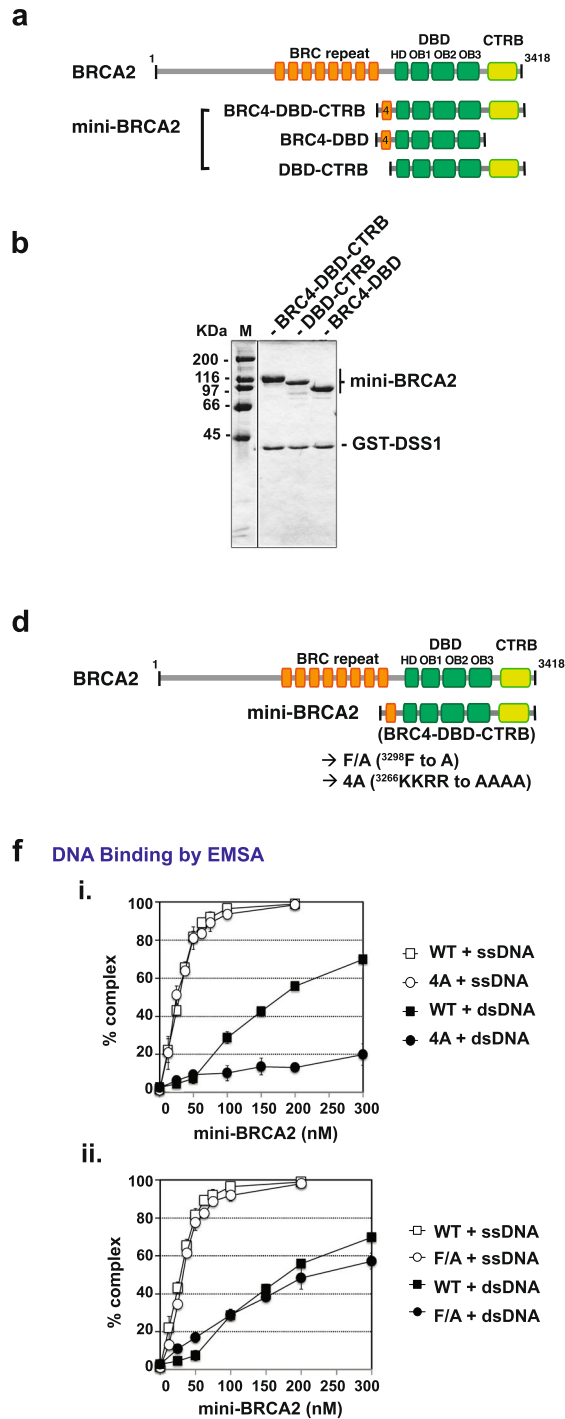 a
DBD
BRC repeat
HD OB1 OB2 OB3
CTRB
1
3418
BRCA2
mini-BRCA2
BRC4-DBD-CTRB
4
BRC4-DBD
4
DBD-CTRB
b
- BRC4-DBD-CTRB
- DBD-CTRB
- BRC4-DBD
KDa M
200 -
116 -
97 -
66 -
45 -
mini-BRCA2
- GST-DSS1
d
DBD
BRC repeat
HD OB1 OB2 OB3
CTRB
1
3418
BRCA2
mini-BRCA2
(BRC4-DBD-CTRB)
→ F/A (3298F to A)
→ 4A (3266KKRR to AAAA)
f DNA Binding by EMSA
i.
% complex
100
80
60
40
20
0
0 50 100 150 200 250 300
mini-BRCA2 (nM)
WT + ssDNA
4A + ssDNA
WT + dsDNA
4A + dsDNA
ii.
% complex
100
80
60
40
20
0
0 50 100 150 200 250 300
mini-BRCA2 (nM)
WT + ssDNA
F/A + ssDNA
WT + dsDNA
F/A + dsDNA